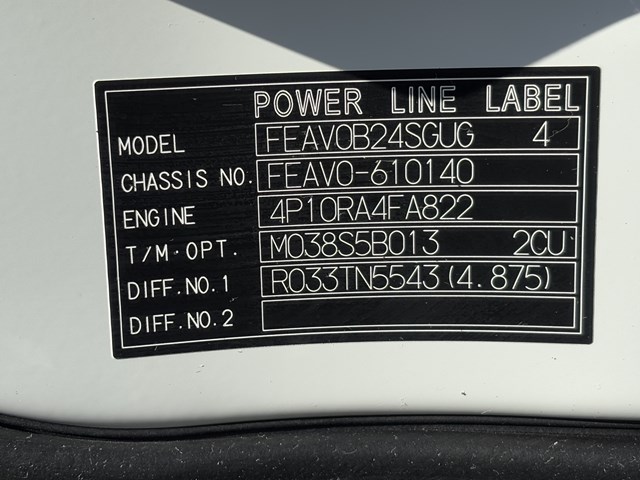 POWER LINE LABEL
MODEL FEAV0B24SGUG 4
CHASSIS NO. FEAV0-610140
ENGINE 4P10RA4FA822
T/M·OPT. M038S5B013 2CU
DIFF.NO.1 R033TN5543(4.875)
DIFF.NO.2